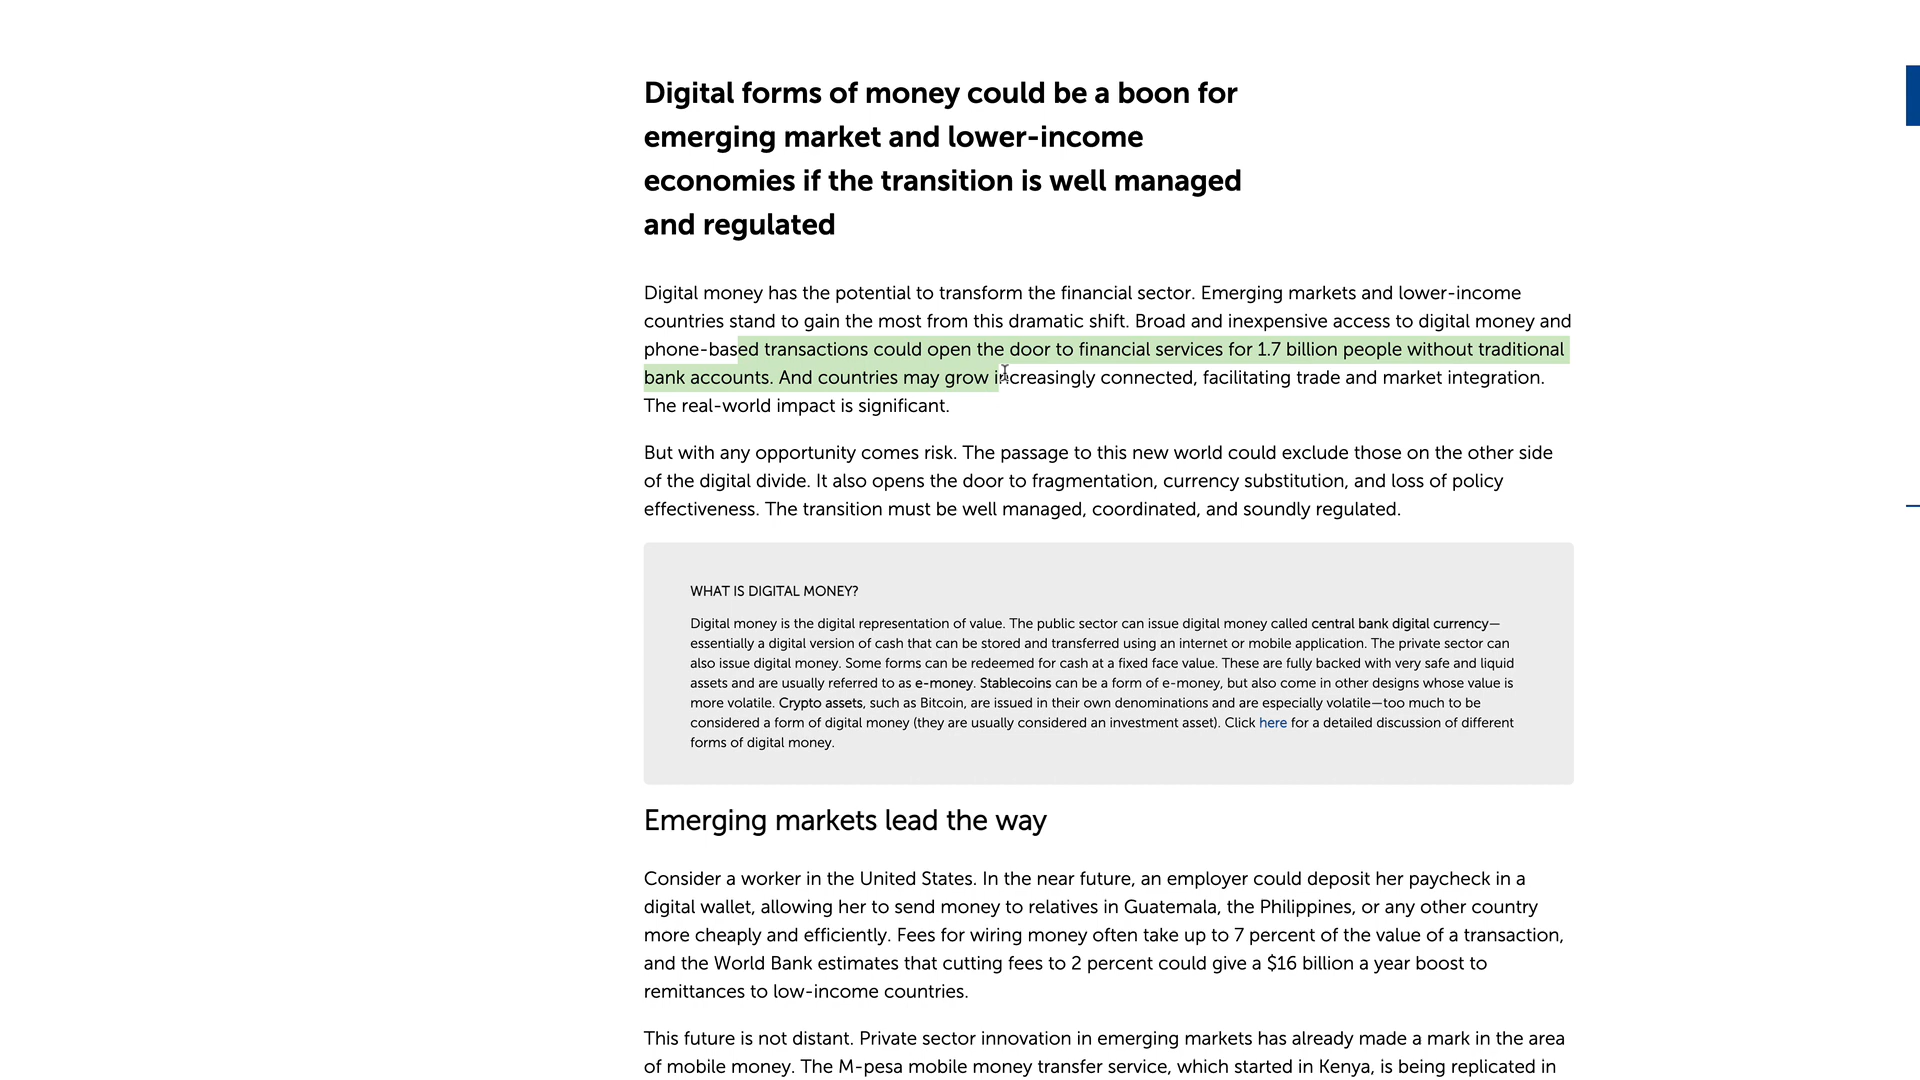 Digital forms of money could be a boon for
emerging market and lower-income
economies if the transition is well managed
and regulated
Digital money has the potential to transform the financial sector. Emerging markets and lower-income
countries stand to gain the most from this dramatic shift. Broad and inexpensive access to digital money and
phone-based transactions could open the door to financial services for 1.7 billion people without traditional
bank accounts. And countries may grow increasingly connected, facilitating trade and market integration.
The real-world impact is significant.
But with any opportunity comes risk. The passage to this new world could exclude those on the other side
of the digital divide. It also opens the door to fragmentation, currency substitution, and loss of policy
effectiveness. The transition must be well managed, coordinated, and soundly regulated.
WHAT IS DIGITAL MONEY?
Digital money is the digital representation of value. The public sector can issue digital money called central bank digital currency—
essentially a digital version of cash that can be stored and transferred using an internet or mobile application. The private sector can
also issue digital money. Some forms can be redeemed for cash at a fixed face value. These are fully backed with very safe and liquid
assets and are usually referred to as e-money. Stablecoins can be a form of e-money, but also come in other designs whose value is
more volatile. Crypto assets, such as Bitcoin, are issued in their own denominations and are especially volatile—too much to be
considered a form of digital money (they are usually considered an investment asset). Click here for a detailed discussion of different
forms of digital money.
Emerging markets lead the way
Consider a worker in the United States. In the near future, an employer could deposit her paycheck in a
digital wallet, allowing her to send money to relatives in Guatemala, the Philippines, or any other country
more cheaply and efficiently. Fees for wiring money often take up to 7 percent of the value of a transaction,
and the World Bank estimates that cutting fees to 2 percent could give a $16 billion a year boost to
remittances to low-income countries.
This future is not distant. Private sector innovation in emerging markets has already made a mark in the area
of mobile money. The M-pesa mobile money transfer service, which started in Kenya, is being replicated in